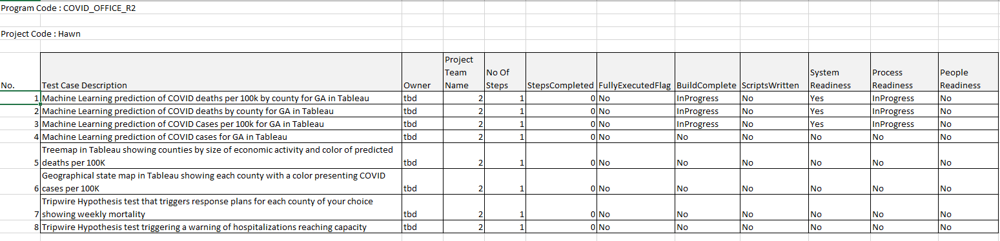 Program Code : COVID_OFFICE_R2
Project Code : Hawn
No. Test Case Description Owner Project Team Name No Of Steps StepsCompleted FullyExecutedFlag BuildComplete ScriptsWritten System Readiness Process Readiness People Readiness
1 Machine Learning prediction of COVID deaths per 100k by county for GA in Tableau tbd 2 1 0 No InProgress No Yes InProgress No
2 Machine Learning prediction of COVID deaths by county for GA in Tableau tbd 2 1 0 No InProgress No Yes InProgress No
3 Machine Learning prediction of COVID Cases per 100k for GA in Tableau tbd 2 1 0 No InProgress No Yes InProgress No
4 Machine Learning prediction of COVID cases for GA in Tableau tbd 2 1 0 No No No No No No
Treemap in Tableau showing counties by size of economic activity and color of predicted
5 deaths per 100K tbd 2 1 0 No No No No No No
Geographical state map in Tableau showing each county with a color presenting COVID
6 cases per 100K tbd 2 1 0 No No No No No No
Tripwire Hypothesis test that triggers response plans for each county of your choice
7 showing weekly mortality tbd 2 1 0 No No No No No No
8 Tripwire Hypothesis test triggering a warning of hospitalizations reaching capacity tbd 2 1 0 No No No No No No